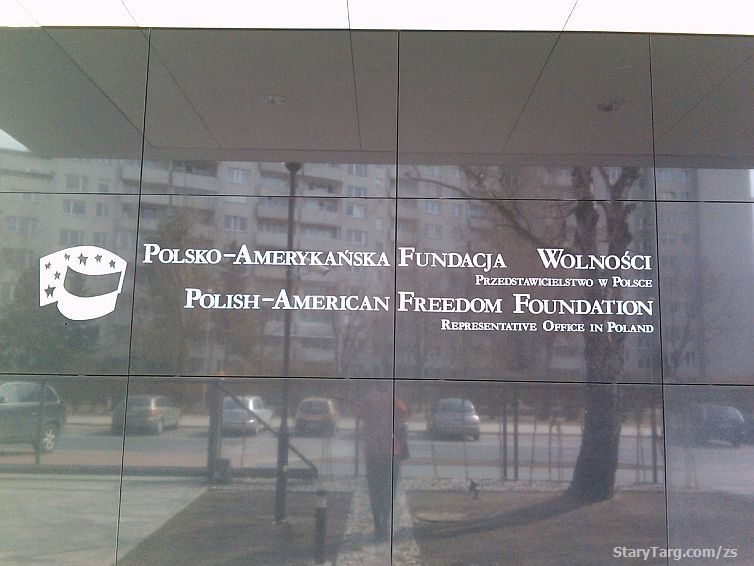 Polsko-Amerykańska Fundacja Wolności
Przedstawicielstwo w Polsce
Polish-American Freedom Foundation
Representative Office in Poland
StaryTarg.com/zs